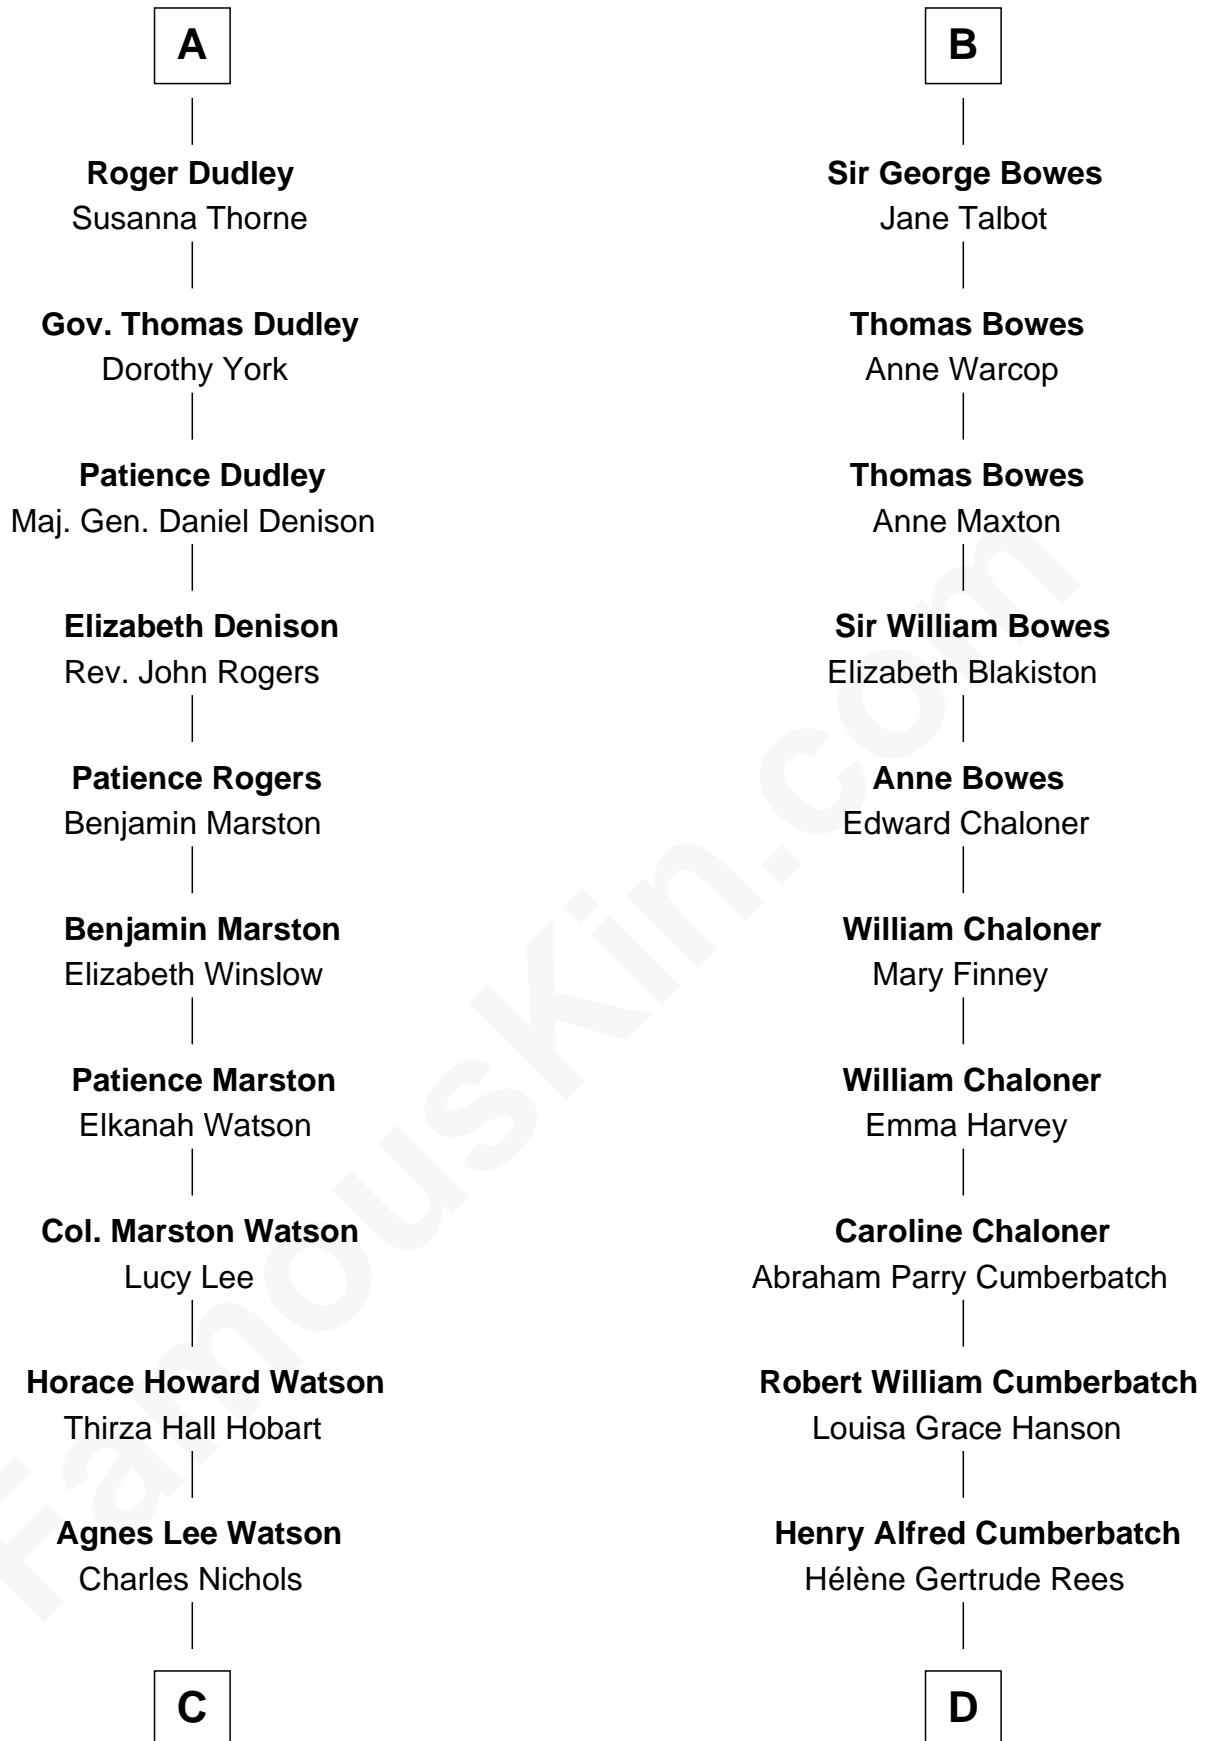 A
Roger Dudley
Susanna Thorne
Gov. Thomas Dudley
Dorothy York
Patience Dudley
Maj. Gen. Daniel Denison
Elizabeth Denison
Rev. John Rogers
Patience Rogers
Benjamin Marston
Benjamin Marston
Elizabeth Winslow
Patience Marston
Elkanah Watson
Col. Marston Watson
Lucy Lee
Horace Howard Watson
Thirza Hall Hobart
Agnes Lee Watson
Charles Nichols
C
B
Sir George Bowes
Jane Talbot
Thomas Bowes
Anne Warcop
Thomas Bowes
Anne Maxton
Sir William Bowes
Elizabeth Blakiston
Anne Bowes
Edward Chaloner
William Chaloner
Mary Finney
William Chaloner
Emma Harvey
Caroline Chaloner
Abraham Parry Cumberbatch
Robert William Cumberbatch
Louisa Grace Hanson
Henry Alfred Cumberbatch
Hélène Gertrude Rees
D
FamousKin.com